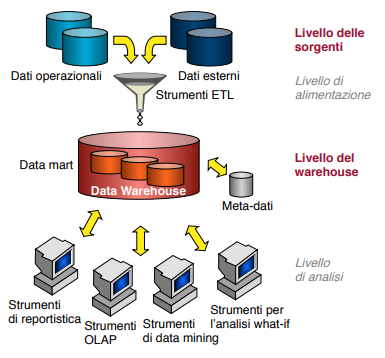 Livello delle
sorgenti
Dati operazionali
Dati esterni
Livello di
alimentazione
Strumenti ETL
Livello del
warehouse
Data mart
Data Warehouse
Meta-dati
Livello
di analisi
Strumenti
di reportistica
Strumenti
OLAP
Strumenti
di data mining
Strumenti per
l'analisi what-if